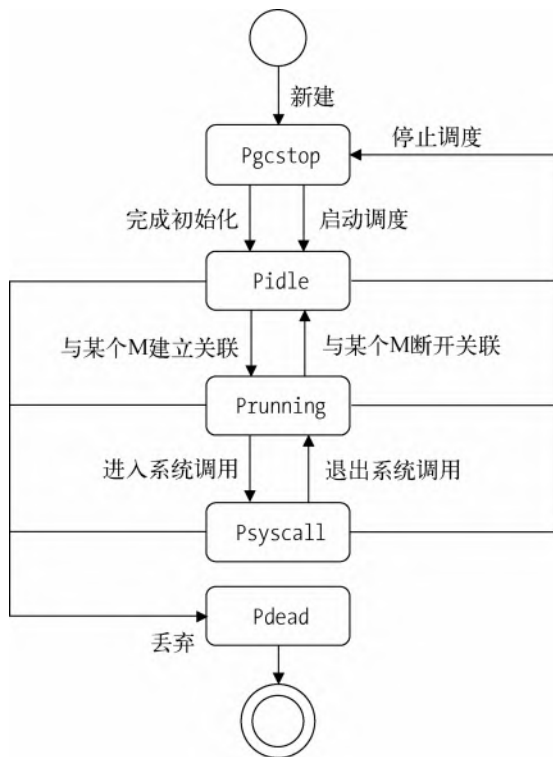 新建
Pgcstop
停止调度
完成初始化
启动调度
Pidle
与某个M建立关联
与某个M断开关联
Prunning
进入系统调用
退出系统调用
Psyscall
Pdead
丢弃